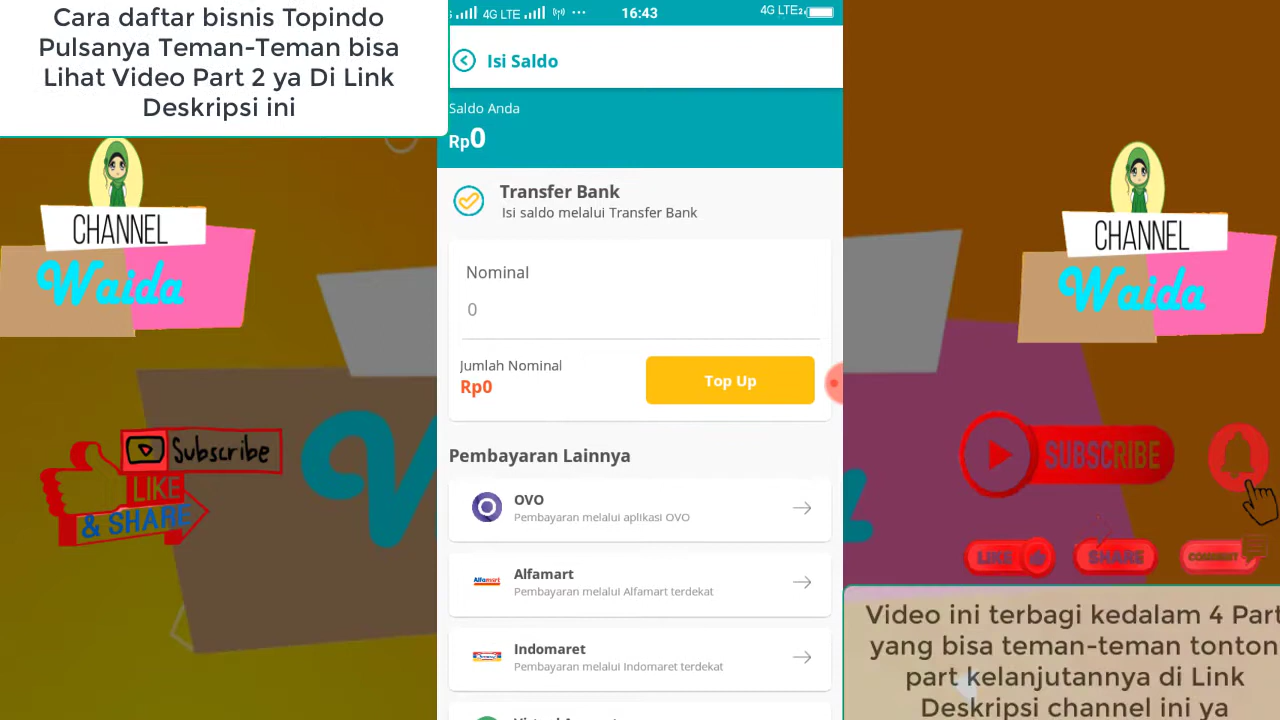 Cara daftar bisnis Topindo
Pulsanya Teman-Teman bisa
Lihat Video Part 2 ya Di Link
Deskripsi ini
CHANNEL
Waida
Subscribe
LIKE
& SHARE
4G LTE
16:43
4G LTE2
Isi Saldo
Saldo Anda
Rp0
Transfer Bank
Isi saldo melalui Transfer Bank
Nominal
0
Jumlah Nominal
Rp0
Top Up
Pembayaran Lainnya
OVO
Pembayaran melalui aplikasi OVO
Alfamart
Alfamart
Pembayaran melalui Alfamart terdekat
Indomaret
Pembayaran melalui Indomaret terdekat
CHANNEL
Waida
SUBSCRIBE
LIKE
SHARE
COMMENT
Video ini terbagi kedalam 4 Part
yang bisa teman-teman tonton
part kelanjutannya di Link
Deskripsi channel ini ya